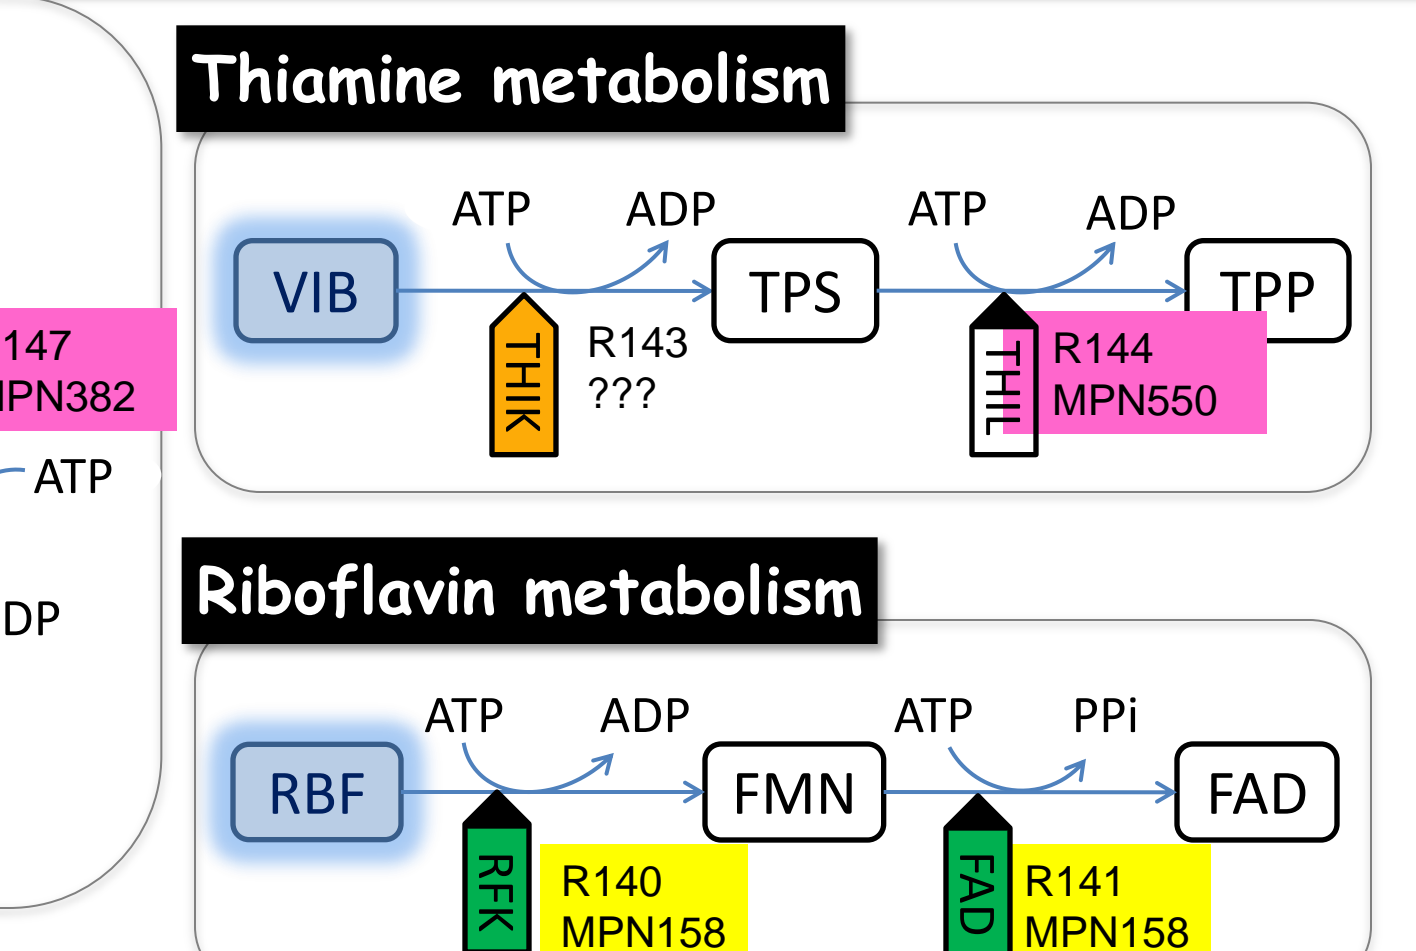 Thiamine metabolism
ATP
ADP
ATP
ADP
VIB
TPS
TPP
THIK
R143
???
THIL
R144
MPN550
147
MPN382
ATP
DP
Riboflavin metabolism
ATP
ADP
ATP
PPi
RBF
FMN
FAD
RFK
R140
MPN158
FAD
R141
MPN158